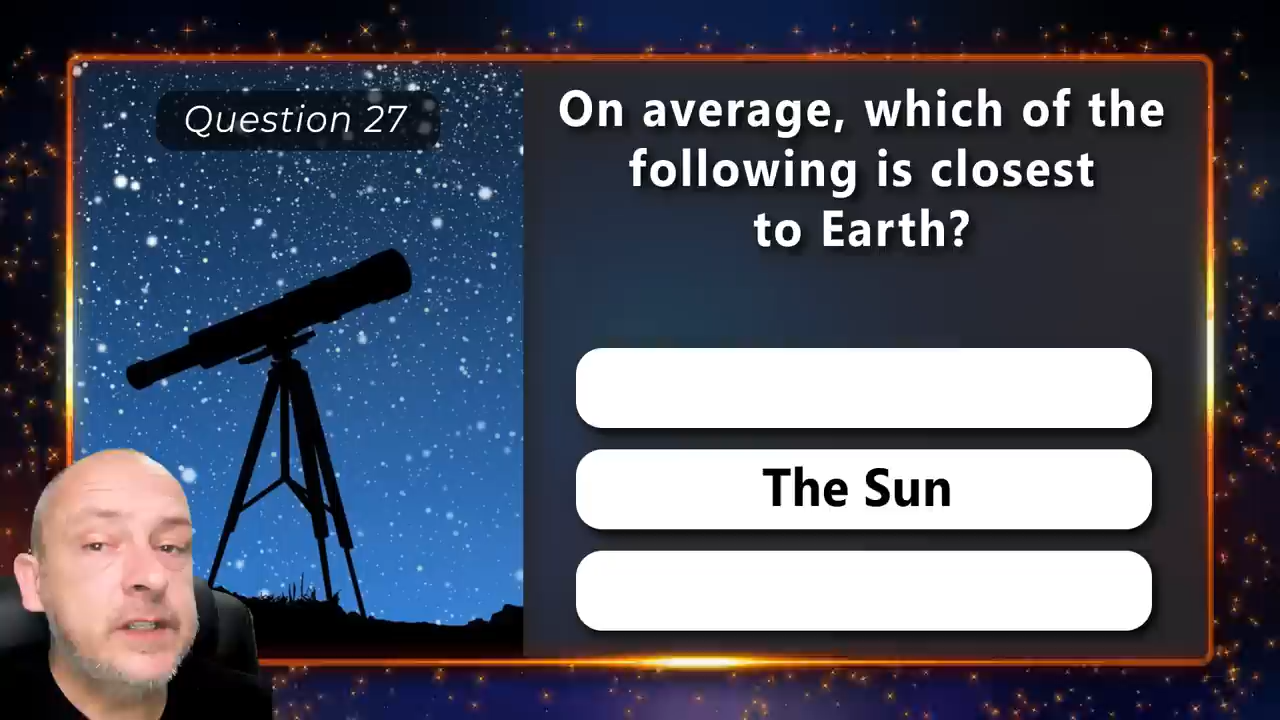 Question 27
On average, which of the
following is closest
to Earth?
The Sun